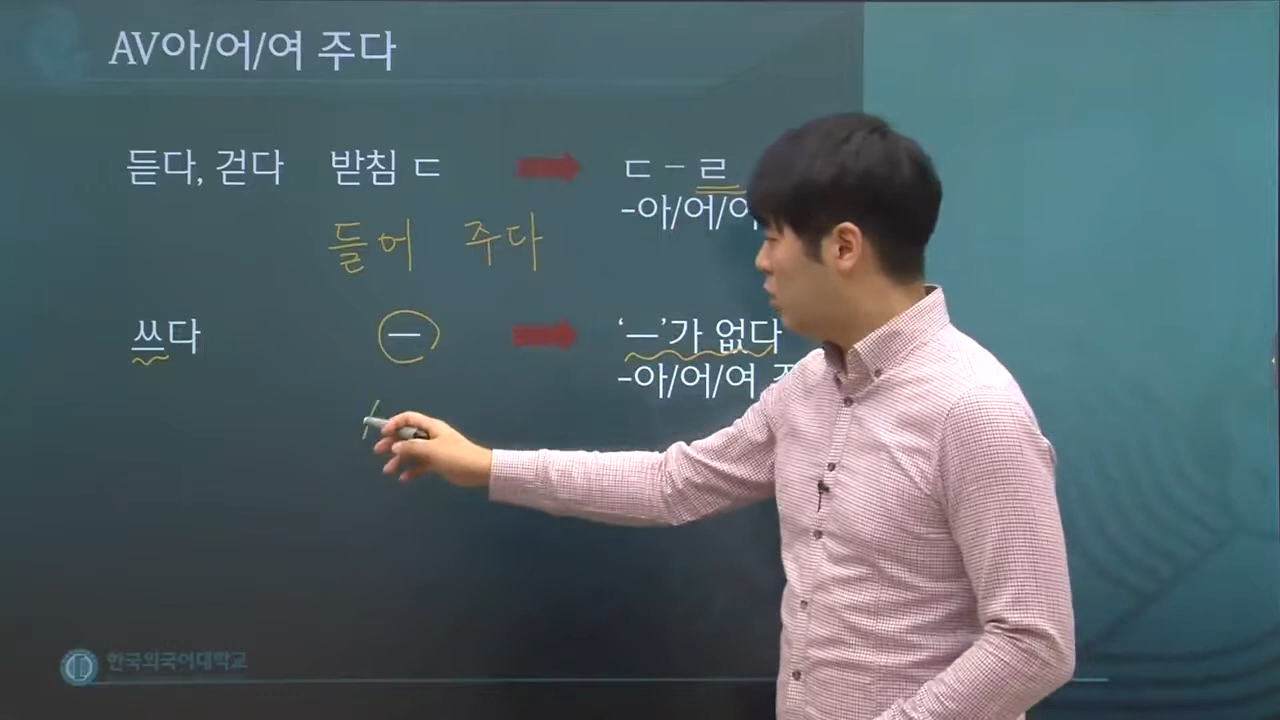 AV아/어/여 주다
듣다, 걷다 받침 ㄷ ㄷ – ㄹ
-아/어/여
들어 주다
쓰다 ㅡ ‘ㅡ’가 없다
-아/어/여
한국외국어대학교